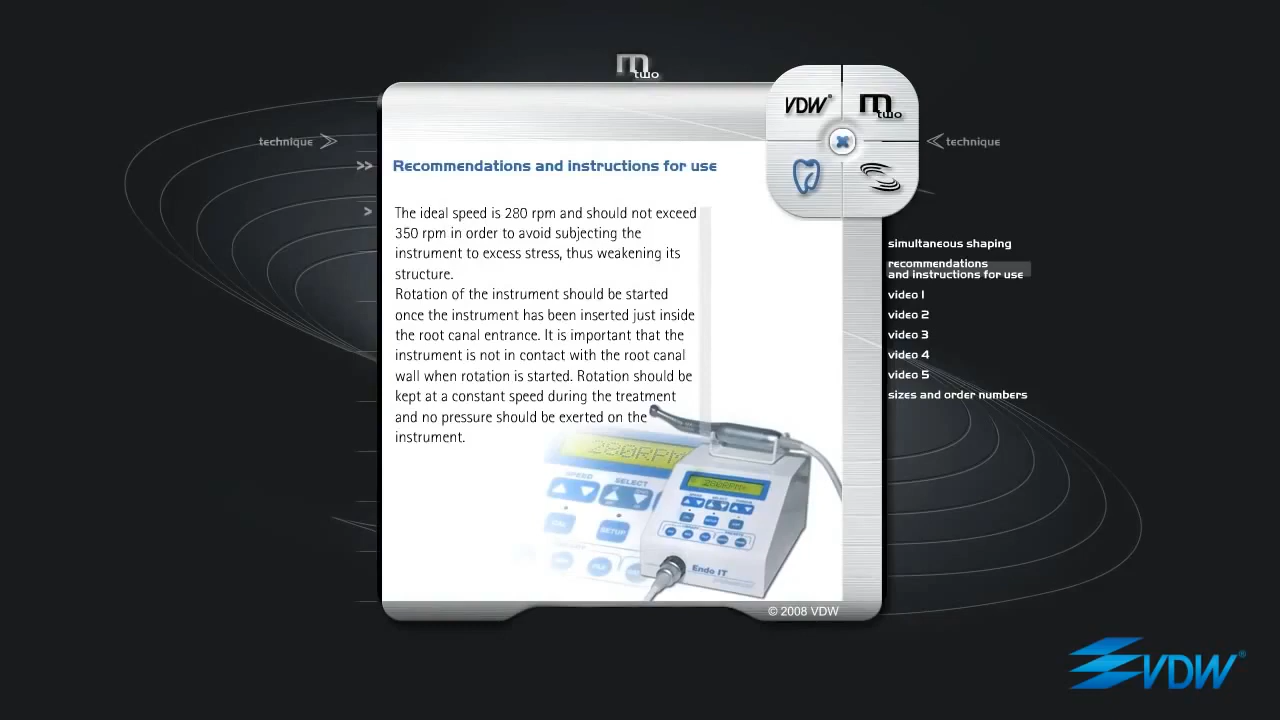 m
two
VDW®
m
two
technique
technique
Recommendations and instructions for use
The ideal speed is 280 rpm and should not exceed
350 rpm in order to avoid subjecting the
instrument to excess stress, thus weakening its
structure.
Rotation of the instrument should be started
once the instrument has been inserted just inside
the root canal entrance. It is important that the
instrument is not in contact with the root canal
wall when rotation is started. Rotation should be
kept at a constant speed during the treatment
and no pressure should be exerted on the
instrument.
simultaneous shaping
recommendations
and instructions for use
video 1
video 2
video 3
video 4
video 5
sizes and order numbers
280RPM
SPEED
SELECT
SETUP
Endo IT
© 2008 VDW
VDW®